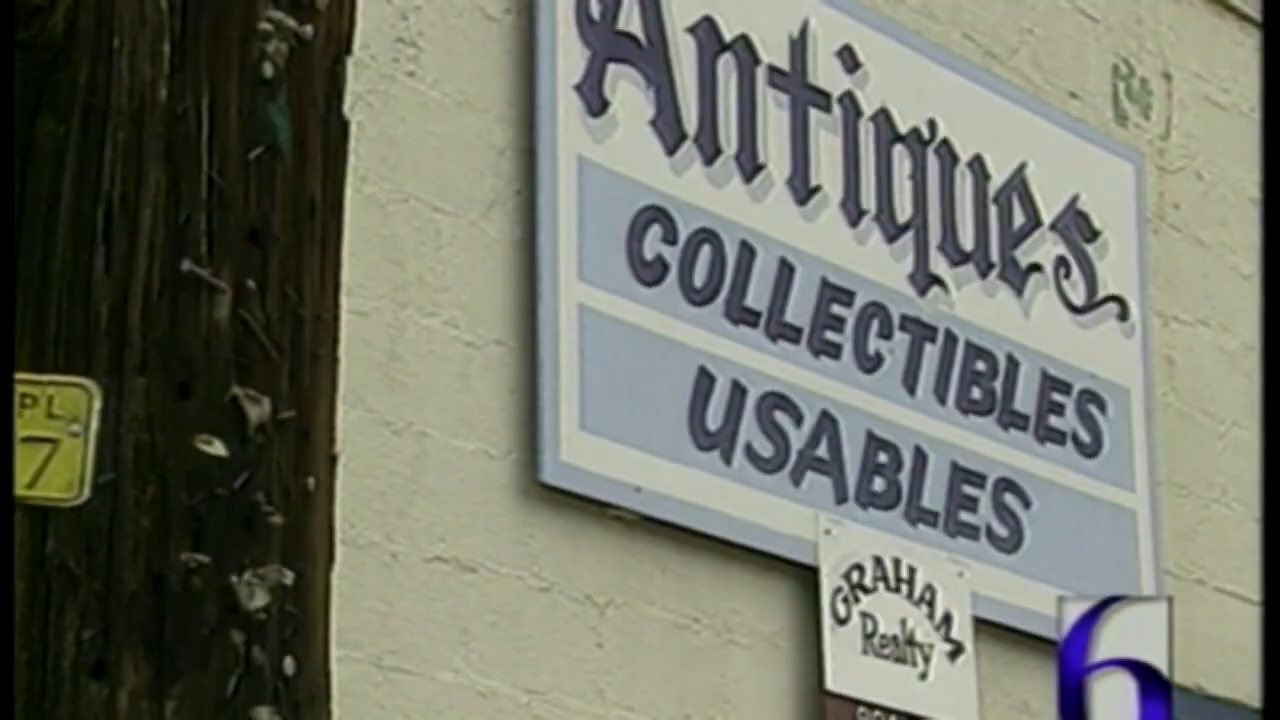 Antiques
COLLECTIBLES
USABLES
GRAHAM
Realty
PL.
7
6